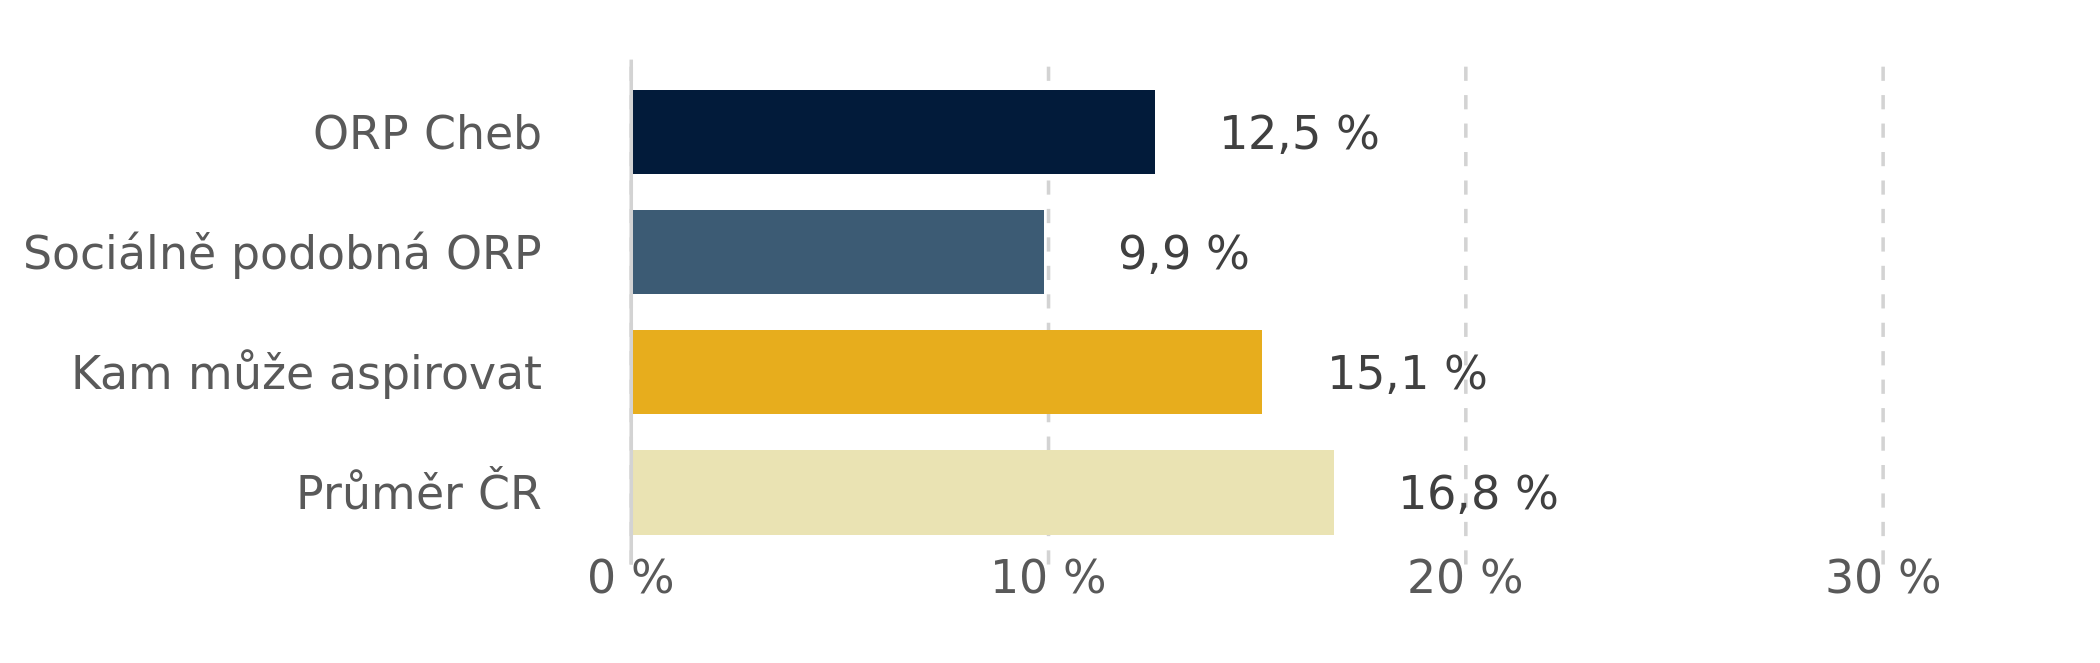 ORP Cheb
12,5 %
Sociálně podobná ORP
9,9 %
Kam může aspirovat
15,1 %
Průměr ČR
16,8 %
0 %
10 %
20 %
30 %